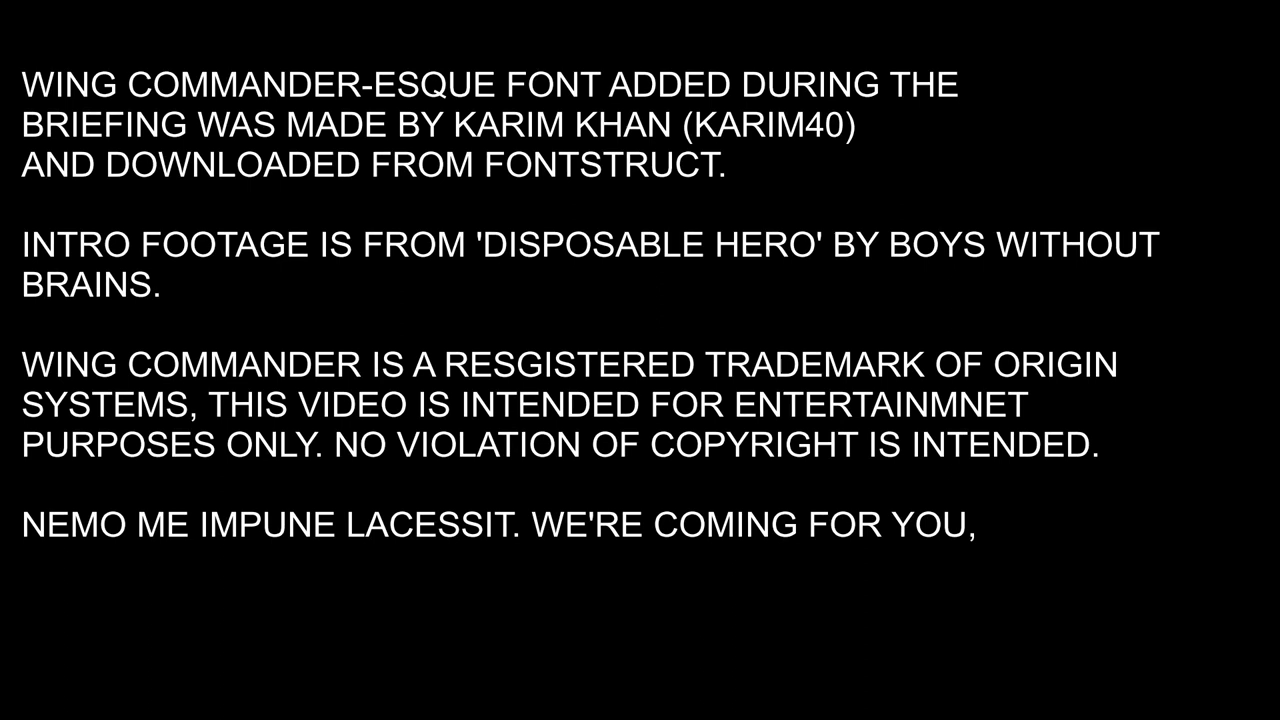 WING COMMANDER-ESQUE FONT ADDED DURING THE
BRIEFING WAS MADE BY KARIM KHAN (KARIM40)
AND DOWNLOADED FROM FONTSTRUCT.
INTRO FOOTAGE IS FROM 'DISPOSABLE HERO' BY BOYS WITHOUT
BRAINS.
WING COMMANDER IS A RESGISTERED TRADEMARK OF ORIGIN
SYSTEMS, THIS VIDEO IS INTENDED FOR ENTERTAINMNET
PURPOSES ONLY. NO VIOLATION OF COPYRIGHT IS INTENDED.
NEMO ME IMPUNE LACESSIT. WE'RE COMING FOR YOU,